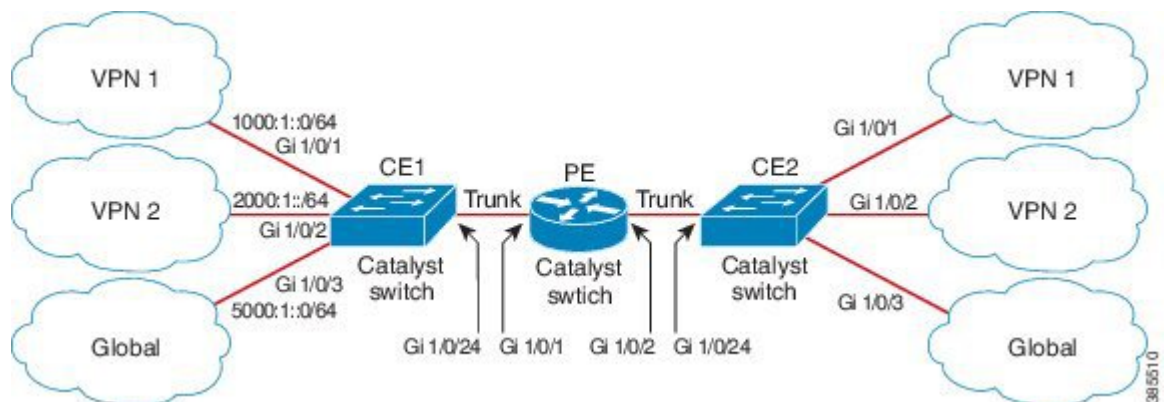 VPN 1
1000:1::0/64
Gi 1/0/1
VPN 2
2000:1::/64
Gi 1/0/2
Global
Gi 1/0/3
5000:1::0/64
CE1
Catalyst
switch
Trunk
PE
Catalyst
swtich
Trunk
CE2
Catalyst
switch
Gi 1/0/24
Gi 1/0/1
Gi 1/0/2
Gi 1/0/24
Gi 1/0/1
VPN 1
Gi 1/0/2
VPN 2
Gi 1/0/3
Global
385510